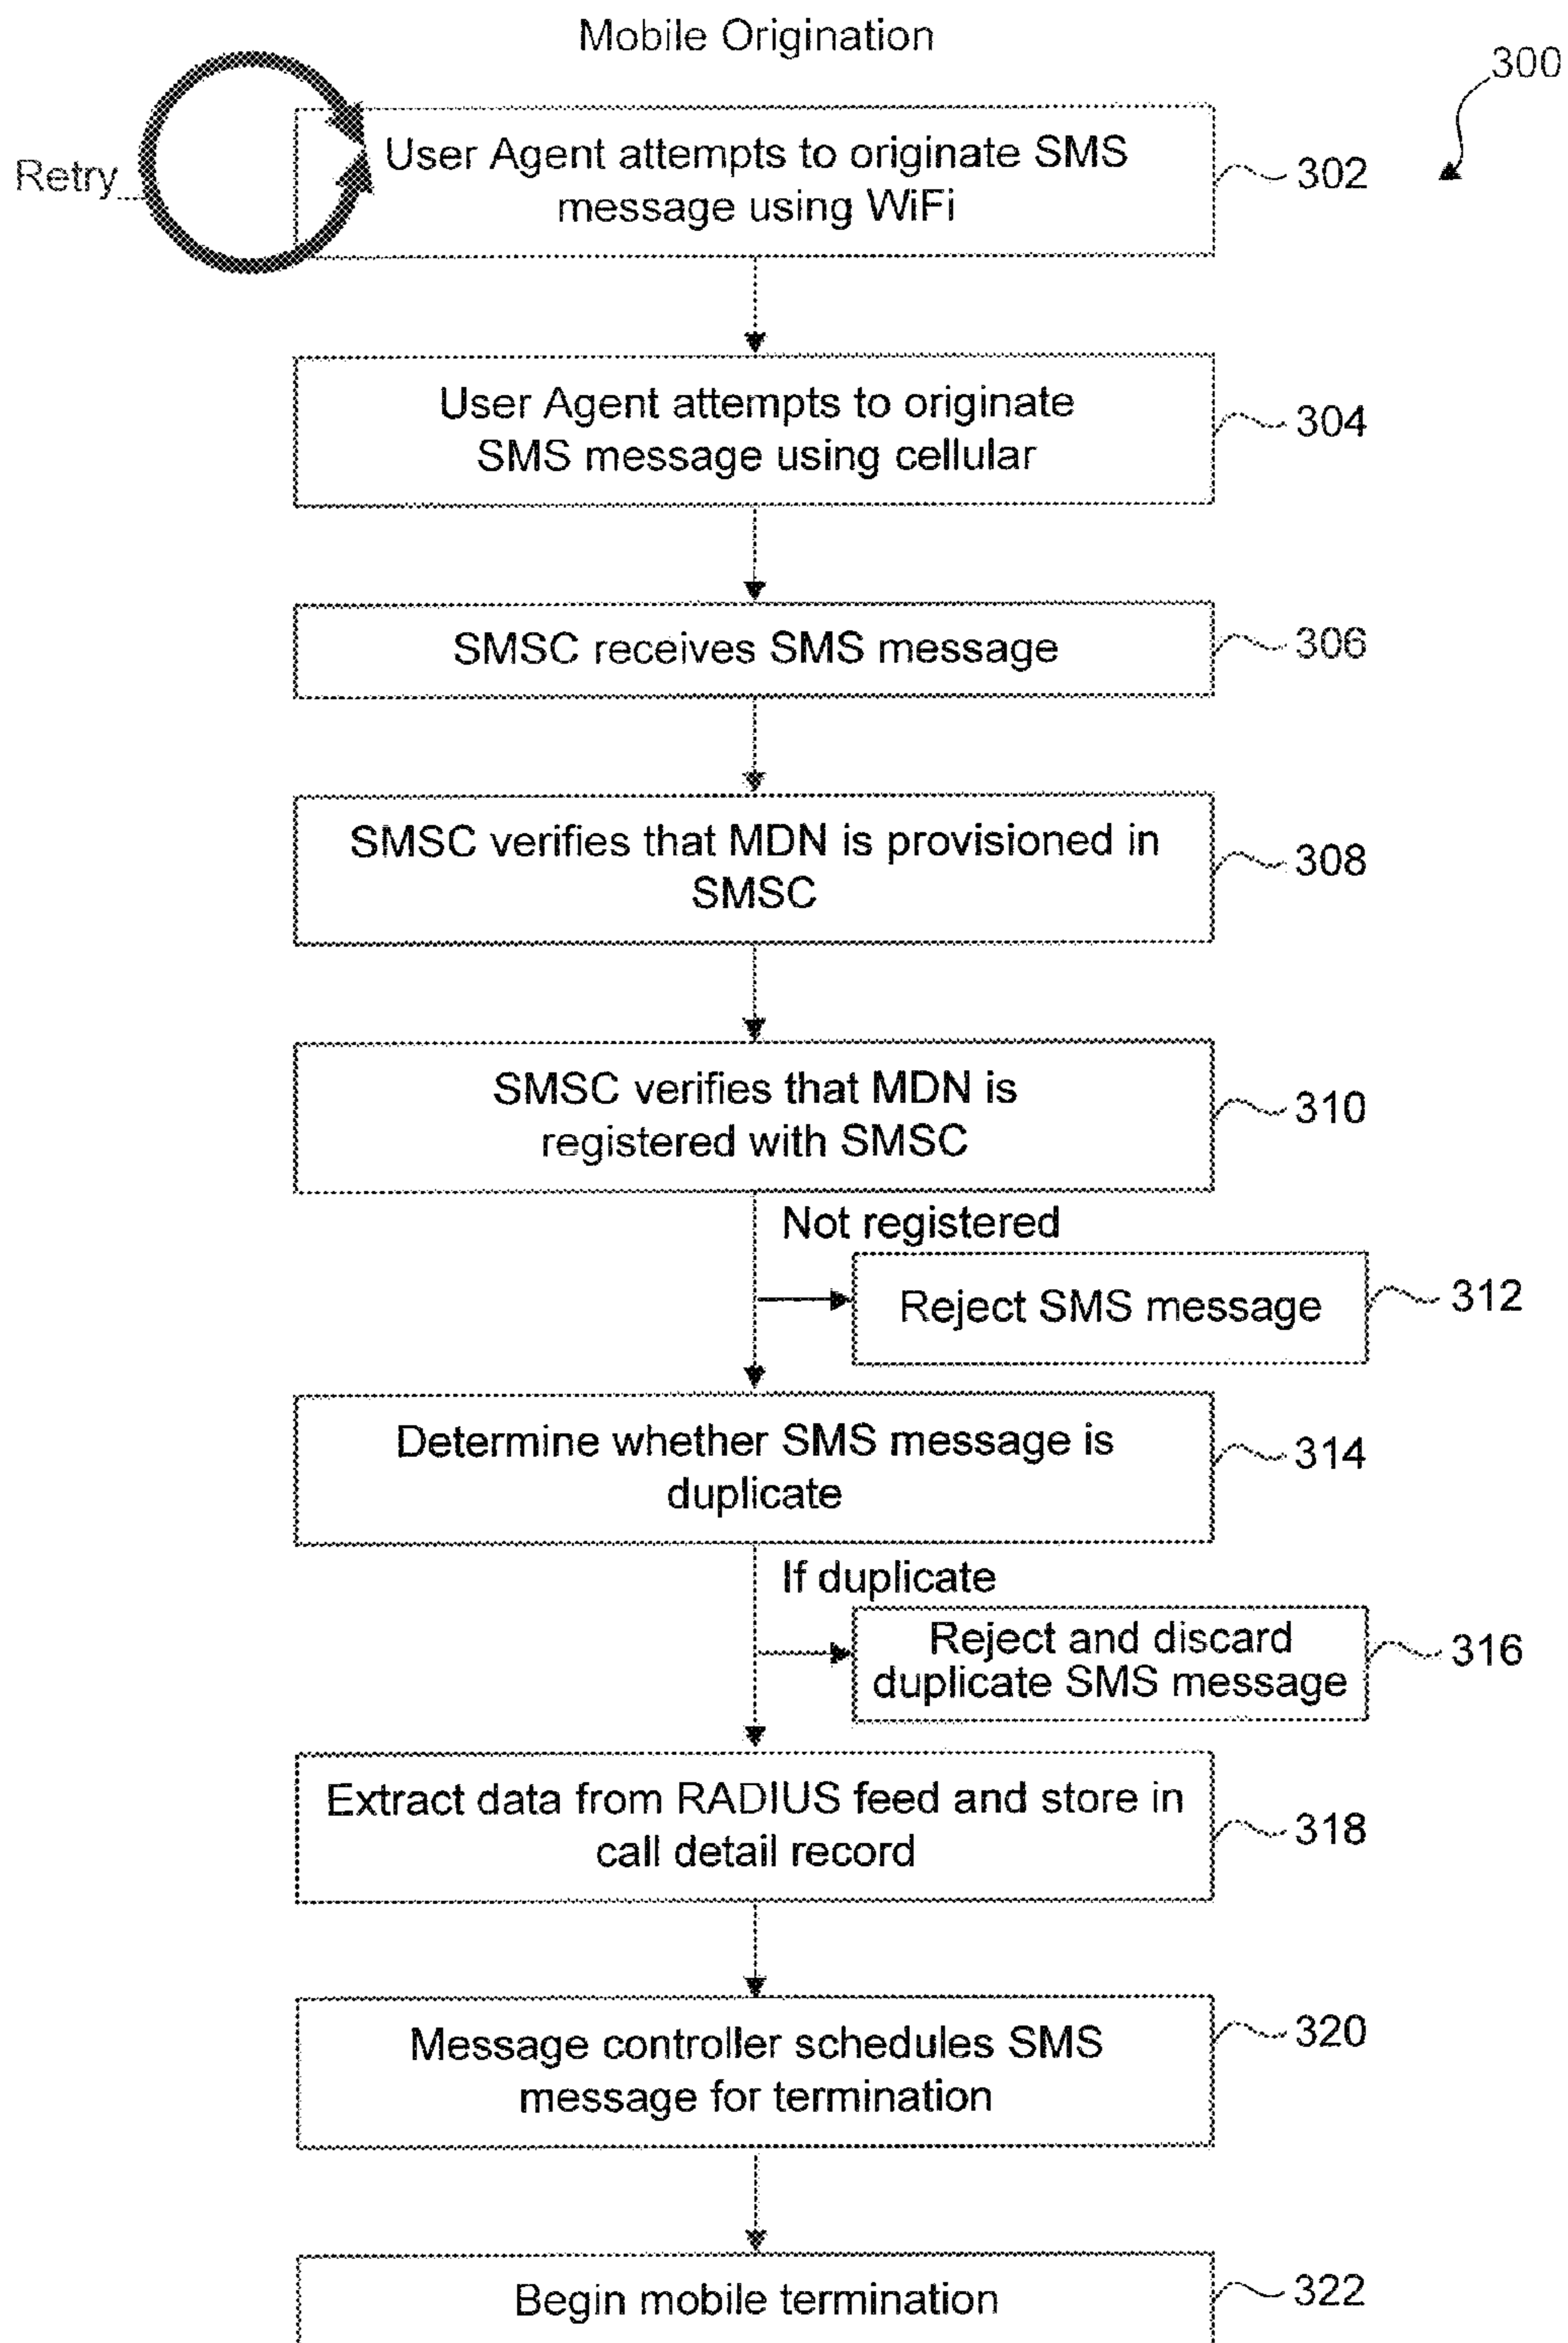 Mobile Origination
300
Retry
User Agent attempts to originate SMS
message using WiFi
302
User Agent attempts to originate
SMS message using cellular
304
SMSC receives SMS message
306
SMSC verifies that MDN is provisioned in
SMSC
308
SMSC verifies that MDN is
registered with SMSC
310
Not registered
Reject SMS message
312
Determine whether SMS message is
duplicate
314
If duplicate
Reject and discard
duplicate SMS message
316
Extract data from RADIUS feed and store in
call detail record
318
Message controller schedules SMS
message for termination
320
Begin mobile termination
322